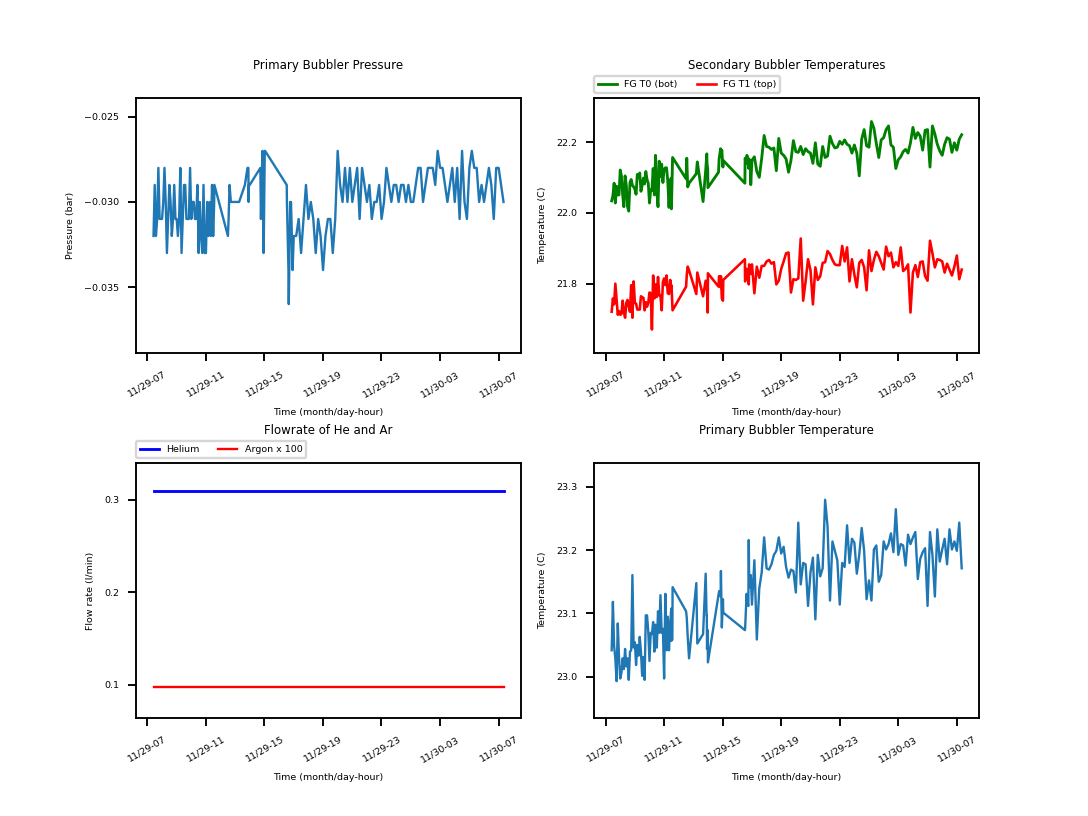 Primary Bubbler Pressure
Pressure (bar)
−0.025
−0.030
−0.035
11/29-07 11/29-11 11/29-15 11/29-19 11/29-23 11/30-03 11/30-07
Time (month/day-hour)
Secondary Bubbler Temperatures
FG T0 (bot) FG T1 (top)
Temperature (C)
22.2
22.0
21.8
11/29-07 11/29-11 11/29-15 11/29-19 11/29-23 11/30-03 11/30-07
Time (month/day-hour)
Flowrate of He and Ar
Helium Argon x 100
Flow rate (l/min)
0.3
0.2
0.1
11/29-07 11/29-11 11/29-15 11/29-19 11/29-23 11/30-03 11/30-07
Time (month/day-hour)
Primary Bubbler Temperature
Temperature (C)
23.3
23.2
23.1
23.0
11/29-07 11/29-11 11/29-15 11/29-19 11/29-23 11/30-03 11/30-07
Time (month/day-hour)